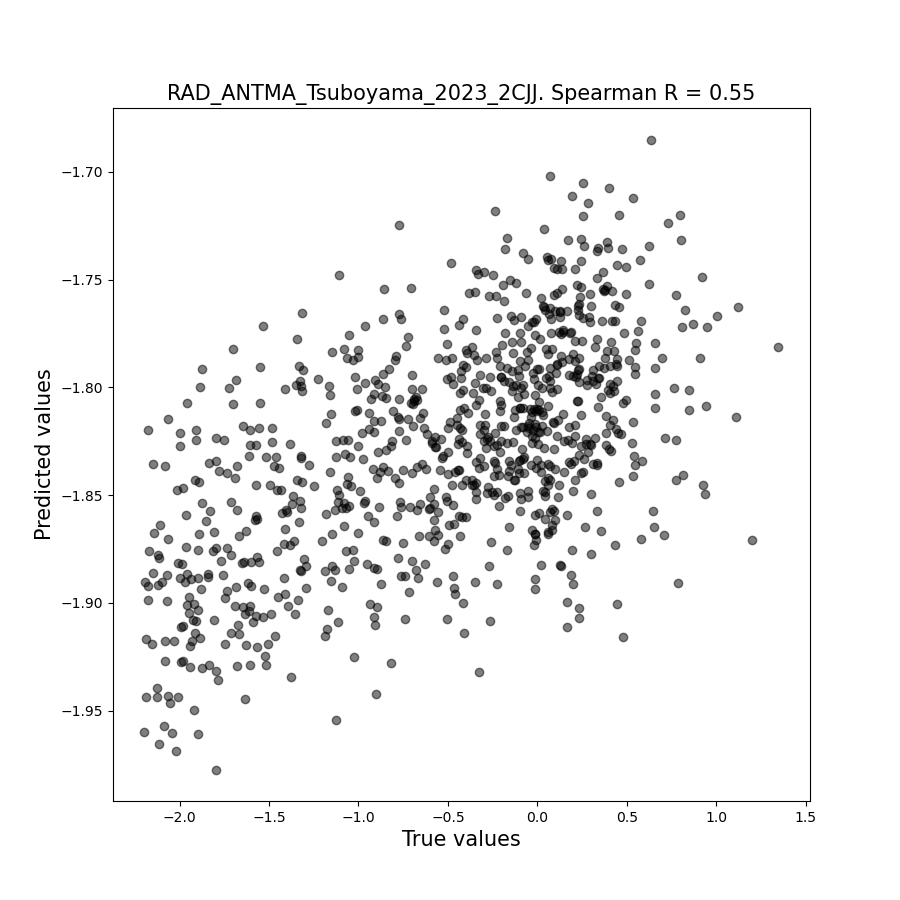 RAD_ANTMA_Tsuboyama_2023_2CJJ. Spearman R = 0.55
−1.70
−1.75
−1.80
−1.85
−1.90
−1.95
Predicted values
−2.0 −1.5 −1.0 −0.5 0.0 0.5 1.0 1.5
True values